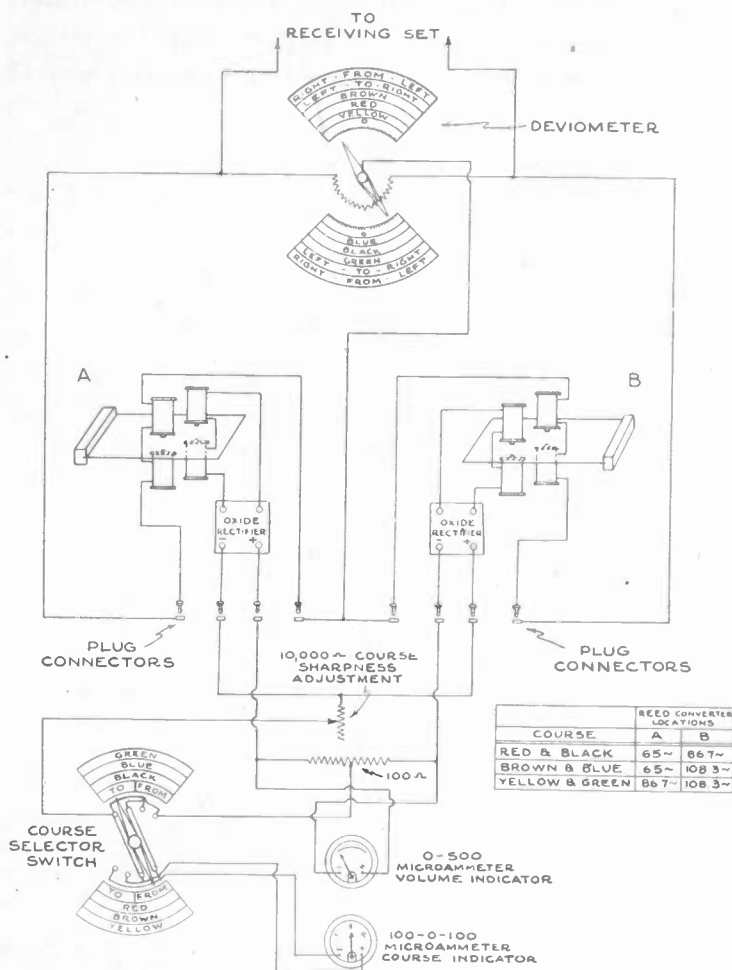 TO
RECEIVING SET
RIGHT - FROM - LEFT
LEFT - TO - RIGHT
BROWN
RED
YELLOW
0
DEVIOMETER
0
BLUE
BLACK
GREEN
LEFT - TO - RIGHT
RIGHT - FROM - LEFT
A
B
OXIDE
RECTIFIER
- +
OXIDE
RECTIFIER
- +
PLUG
CONNECTORS
10,000 ~ COURSE
SHARPNESS
ADJUSTMENT
PLUG
CONNECTORS
REED CONVERTER
LOCATIONS
COURSE A B
RED & BLACK 65~ 86.7~
BROWN & BLUE 65~ 108.3~
YELLOW & GREEN 86.7~ 108.3~
100 Ω
GREEN
BLUE
BLACK
TO FROM
COURSE
SELECTOR
SWITCH
TO FROM
RED
BROWN
YELLOW
0-500
MICROAMMETER
VOLUME INDICATOR
100-0-100
MICROAMMETER
COURSE INDICATOR